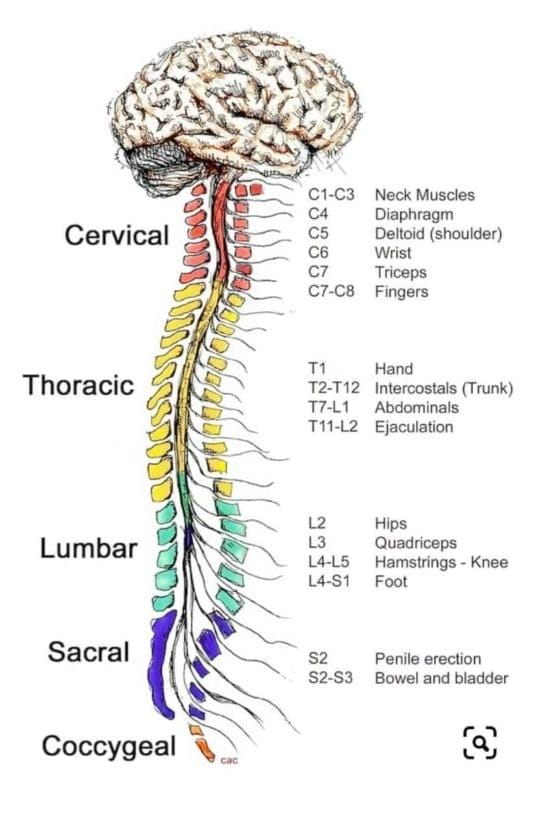 Cervical
C1-C3 Neck Muscles
C4 Diaphragm
C5 Deltoid (shoulder)
C6 Wrist
C7 Triceps
C7-C8 Fingers
Thoracic
T1 Hand
T2-T12 Intercostals (Trunk)
T7-L1 Abdominals
T11-L2 Ejaculation
Lumbar
L2 Hips
L3 Quadriceps
L4-L5 Hamstrings - Knee
L4-S1 Foot
Sacral
S2 Penile erection
S2-S3 Bowel and bladder
Coccygeal
cac